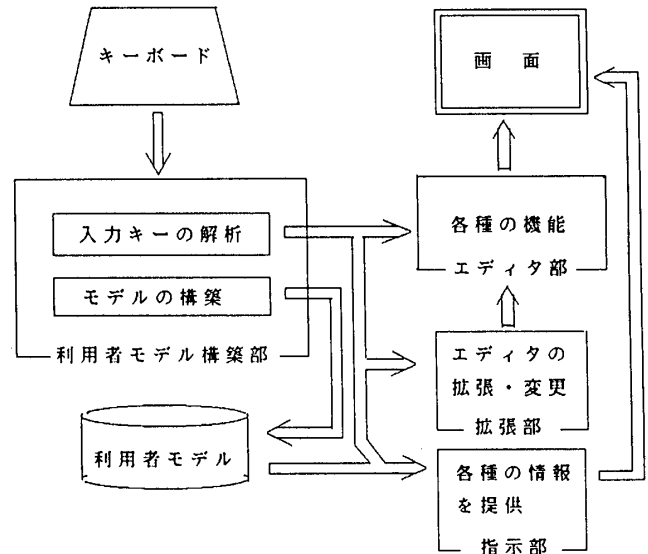 キーボード
画面
入力キーの解析
モデルの構築
利用者モデル構築部
各種の機能
エディタ部
エディタの
拡張・変更
拡張部
利用者モデル
各種の情報
を提供
指示部